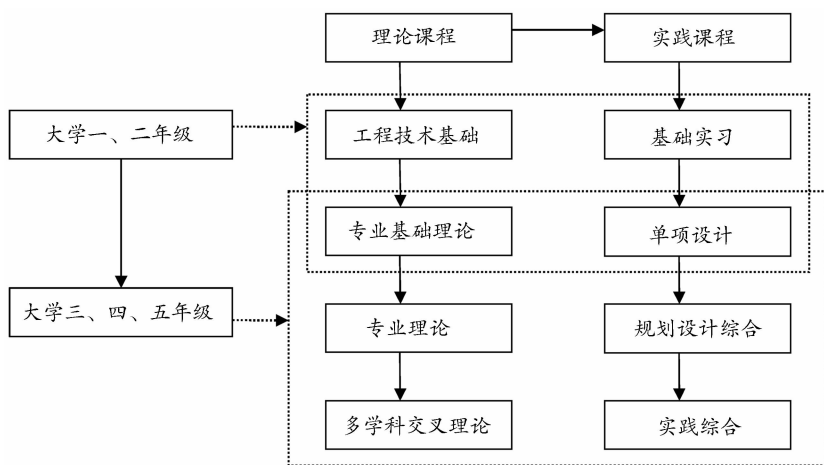 理论课程
实践课程
大学一、二年级
工程技术基础
基础实习
专业基础理论
单项设计
大学三、四、五年级
专业理论
规划设计综合
多学科交叉理论
实践综合